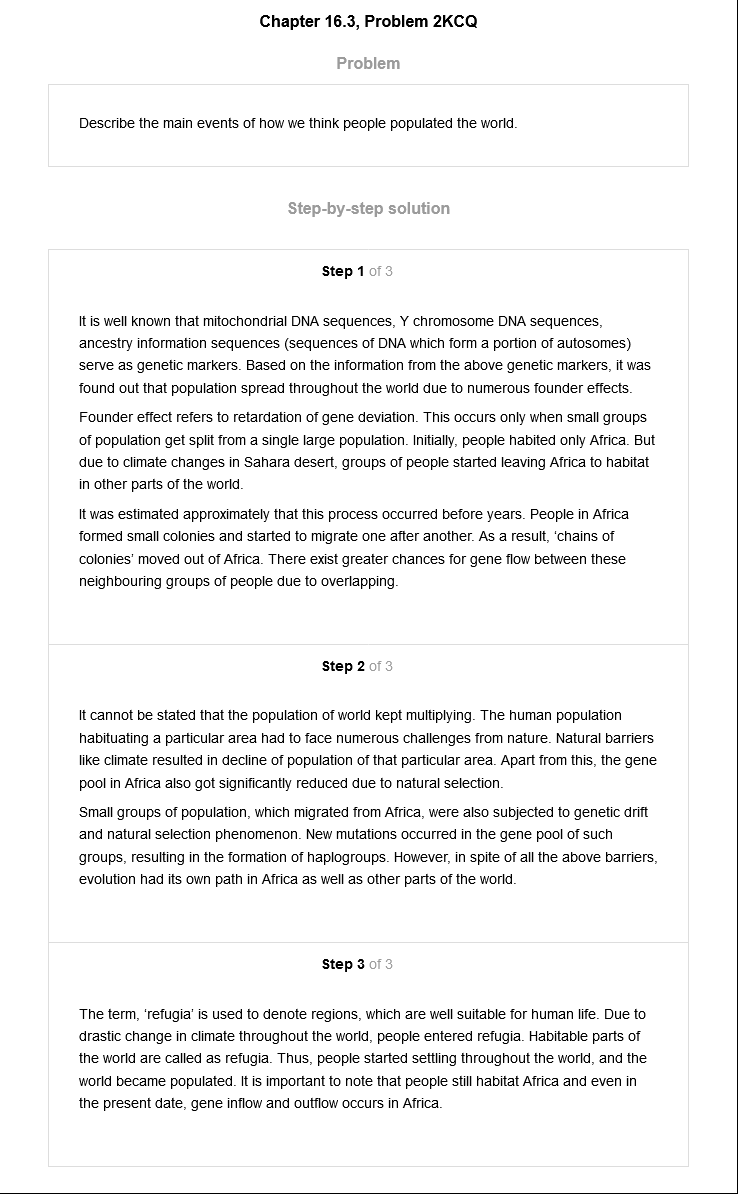 Chapter 16.3, Problem 2KCQ
Problem
Describe the main events of how we think people populated the world.
Step-by-step solution
Step 1 of 3
It is well known that mitochondrial DNA sequences, Y chromosome DNA sequences,
ancestry information sequences (sequences of DNA which form a portion of autosomes)
serve as genetic markers. Based on the information from the above genetic markers, it was
found out that population spread throughout the world due to numerous founder effects.
Founder effect refers to retardation of gene deviation. This occurs only when small groups
of population get split from a single large population. Initially, people habited only Africa. But
due to climate changes in Sahara desert, groups of people started leaving Africa to habitat
in other parts of the world.
It was estimated approximately that this process occurred before years. People in Africa
formed small colonies and started to migrate one after another. As a result, ‘chains of
colonies’ moved out of Africa. There exist greater chances for gene flow between these
neighbouring groups of people due to overlapping.
Step 2 of 3
It cannot be stated that the population of world kept multiplying. The human population
habituating a particular area had to face numerous challenges from nature. Natural barriers
like climate resulted in decline of population of that particular area. Apart from this, the gene
pool in Africa also got significantly reduced due to natural selection.
Small groups of population, which migrated from Africa, were also subjected to genetic drift
and natural selection phenomenon. New mutations occurred in the gene pool of such
groups, resulting in the formation of haplogroups. However, in spite of all the above barriers,
evolution had its own path in Africa as well as other parts of the world.
Step 3 of 3
The term, ‘refugia’ is used to denote regions, which are well suitable for human life. Due to
drastic change in climate throughout the world, people entered refugia. Habitable parts of
the world are called as refugia. Thus, people started settling throughout the world, and the
world became populated. It is important to note that people still habitat Africa and even in
the present date, gene inflow and outflow occurs in Africa.